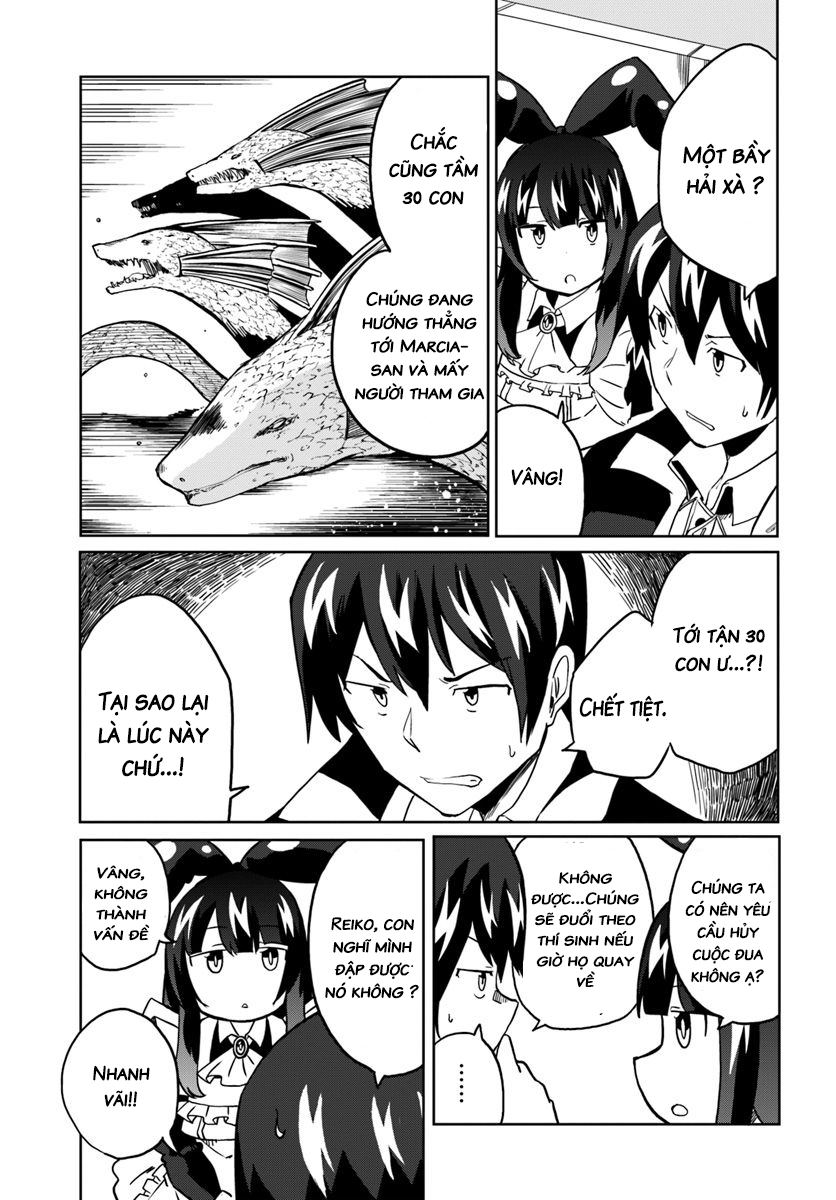 MỘT BẦY
HẢI XÀ ?
VÂNG!
CHẮC
CŨNG TẦM
30 CON
CHÚNG ĐANG
HƯỚNG THẲNG
TỚI MARCIA-
SAN VÀ MẤY
NGƯỜI THAM GIA
TỚI TẬN 30
CON Ư...?!
CHẾT TIỆT.
TẠI SAO LẠI
LÀ LÚC NÀY
CHỨ...!
CHÚNG TA
CÓ NÊN YÊU
CẦU HỦY
CUỘC ĐUA
KHÔNG Ạ?
KHÔNG
ĐƯỢC...CHÚNG
SẼ ĐUỔI THEO
THÍ SINH NẾU
GIỜ HỌ QUAY
VỀ
......
REIKO, CON
NGHĨ MÌNH
ĐẬP ĐƯỢC
NÓ KHÔNG ?
VÂNG,
KHÔNG
THÀNH
VẤN ĐỀ
NHANH
VÃI!!